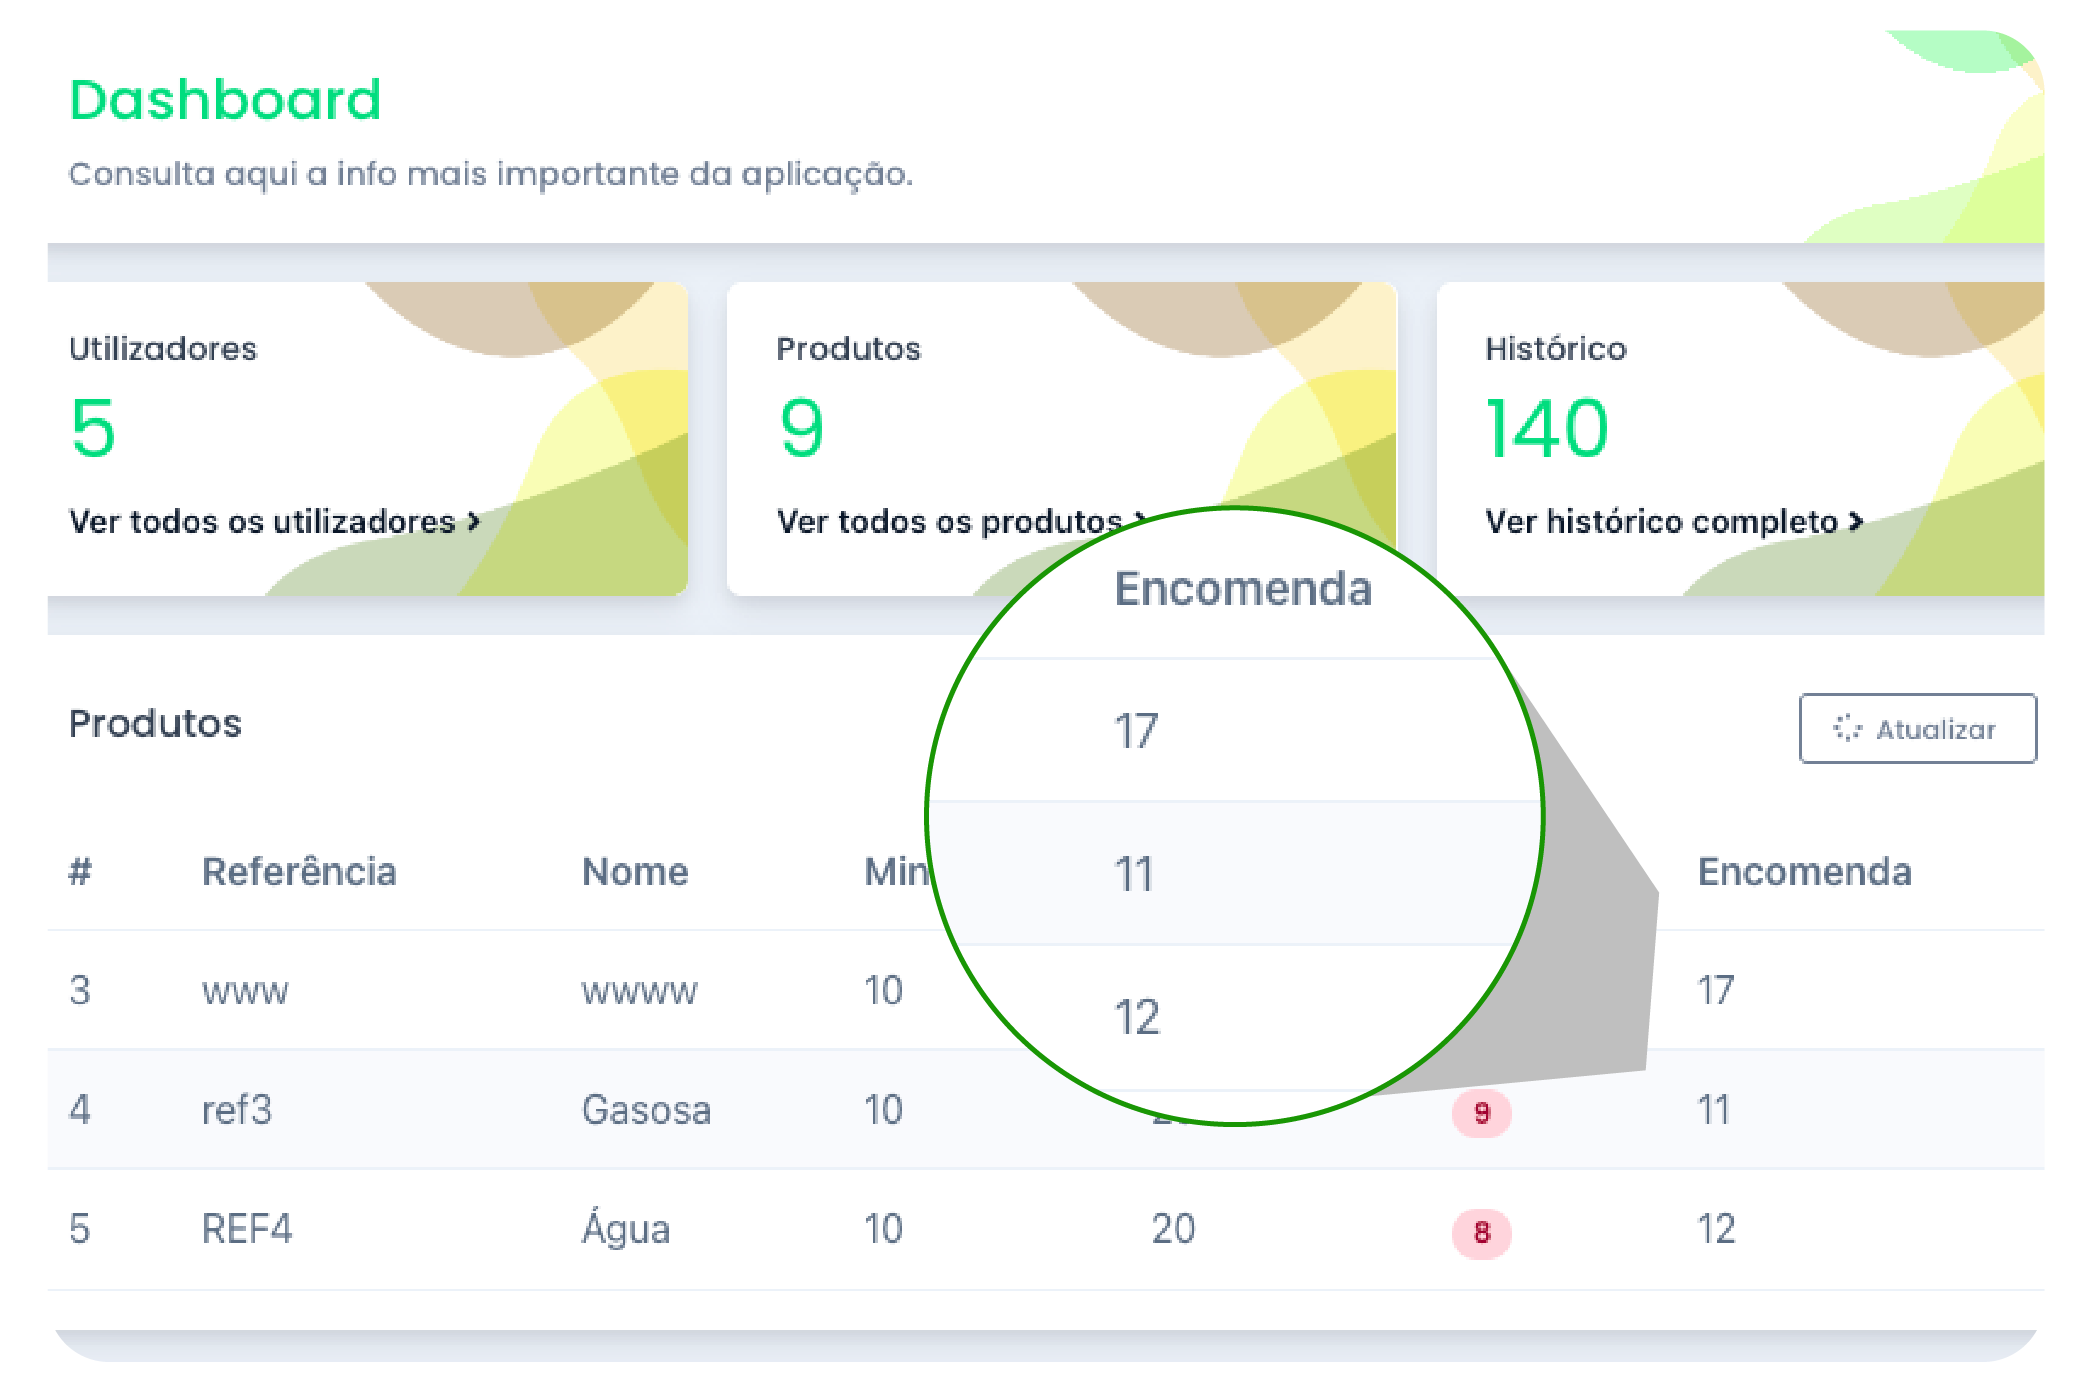 Dashboard
Consulta aqui a info mais importante da aplicação.
Utilizadores
5
Ver todos os utilizadores >
Produtos
9
Ver todos os produtos >
Histórico
140
Ver histórico completo >
Produtos
Atualizar
Encomenda
17
11
12
# Referência Nome Min Encomenda
3 www wwww 10 17
4 ref3 Gasosa 10 9 11
5 REF4 Água 10 20 8 12